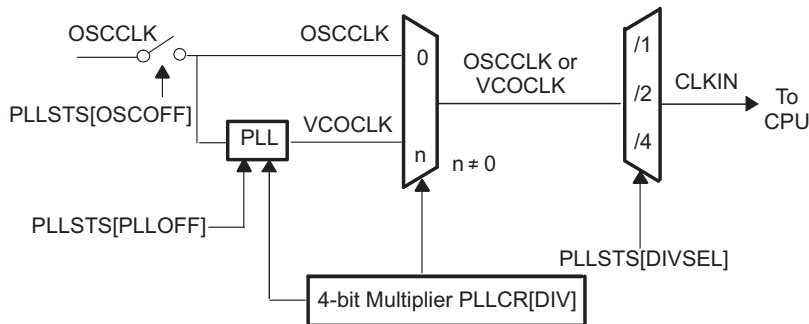 OSCCLK
OSCCLK
0
OSCCLK or
VCOCLK
/1
/2
/4
CLKIN
To
CPU
PLLSTS[OSCOFF]
PLL
VCOCLK
n
n ≠ 0
PLLSTS[PLLOFF]
PLLSTS[DIVSEL]
4-bit Multiplier PLLCR[DIV]